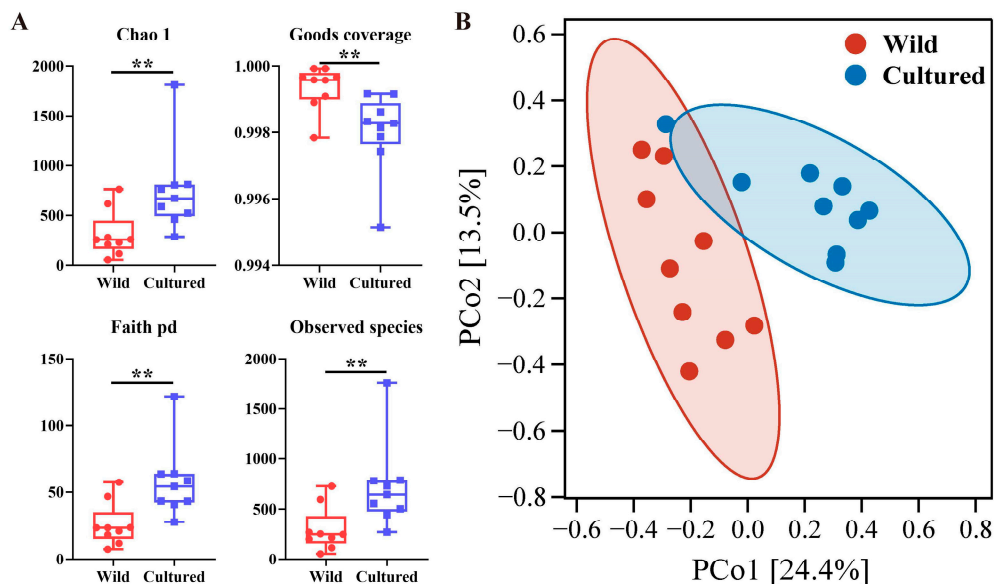 A
Chao 1
**
2000
1500
1000
500
0
Wild Cultured
Goods coverage
**
1.000
0.998
0.996
0.994
Wild Cultured
Faith pd
**
150
100
50
0
Wild Cultured
Observed species
**
2000
1500
1000
500
0
Wild Cultured
B
Wild
Cultured
PCo2 [13.5%]
0.6
0.4
0.2
0.0
−0.2
−0.4
−0.6
−0.8
−0.6 −0.4 −0.2 0.0 0.2 0.4 0.6 0.8
PCo1 [24.4%]